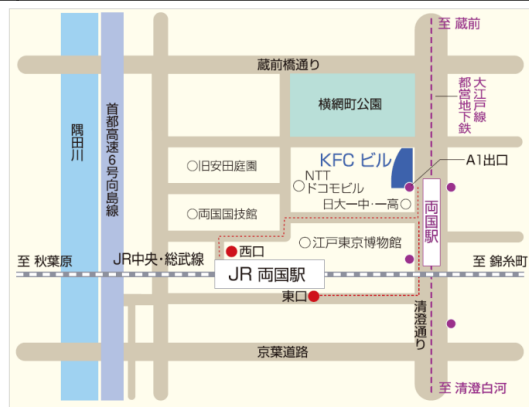 至 蔵前
蔵前橋通り
横網町公園
大江戸線
都営地下鉄
首都高速6号向島線
隅田川
KFC ビル
A1出口
○旧安田庭園
NTT
○ドコモビル
日大一中・一高○
○両国国技館
両国駅
西口
○江戸東京博物館
至 秋葉原
JR中央・総武線
JR 両国駅
至 錦糸町
東口
清澄通り
京葉道路
至 清澄白河